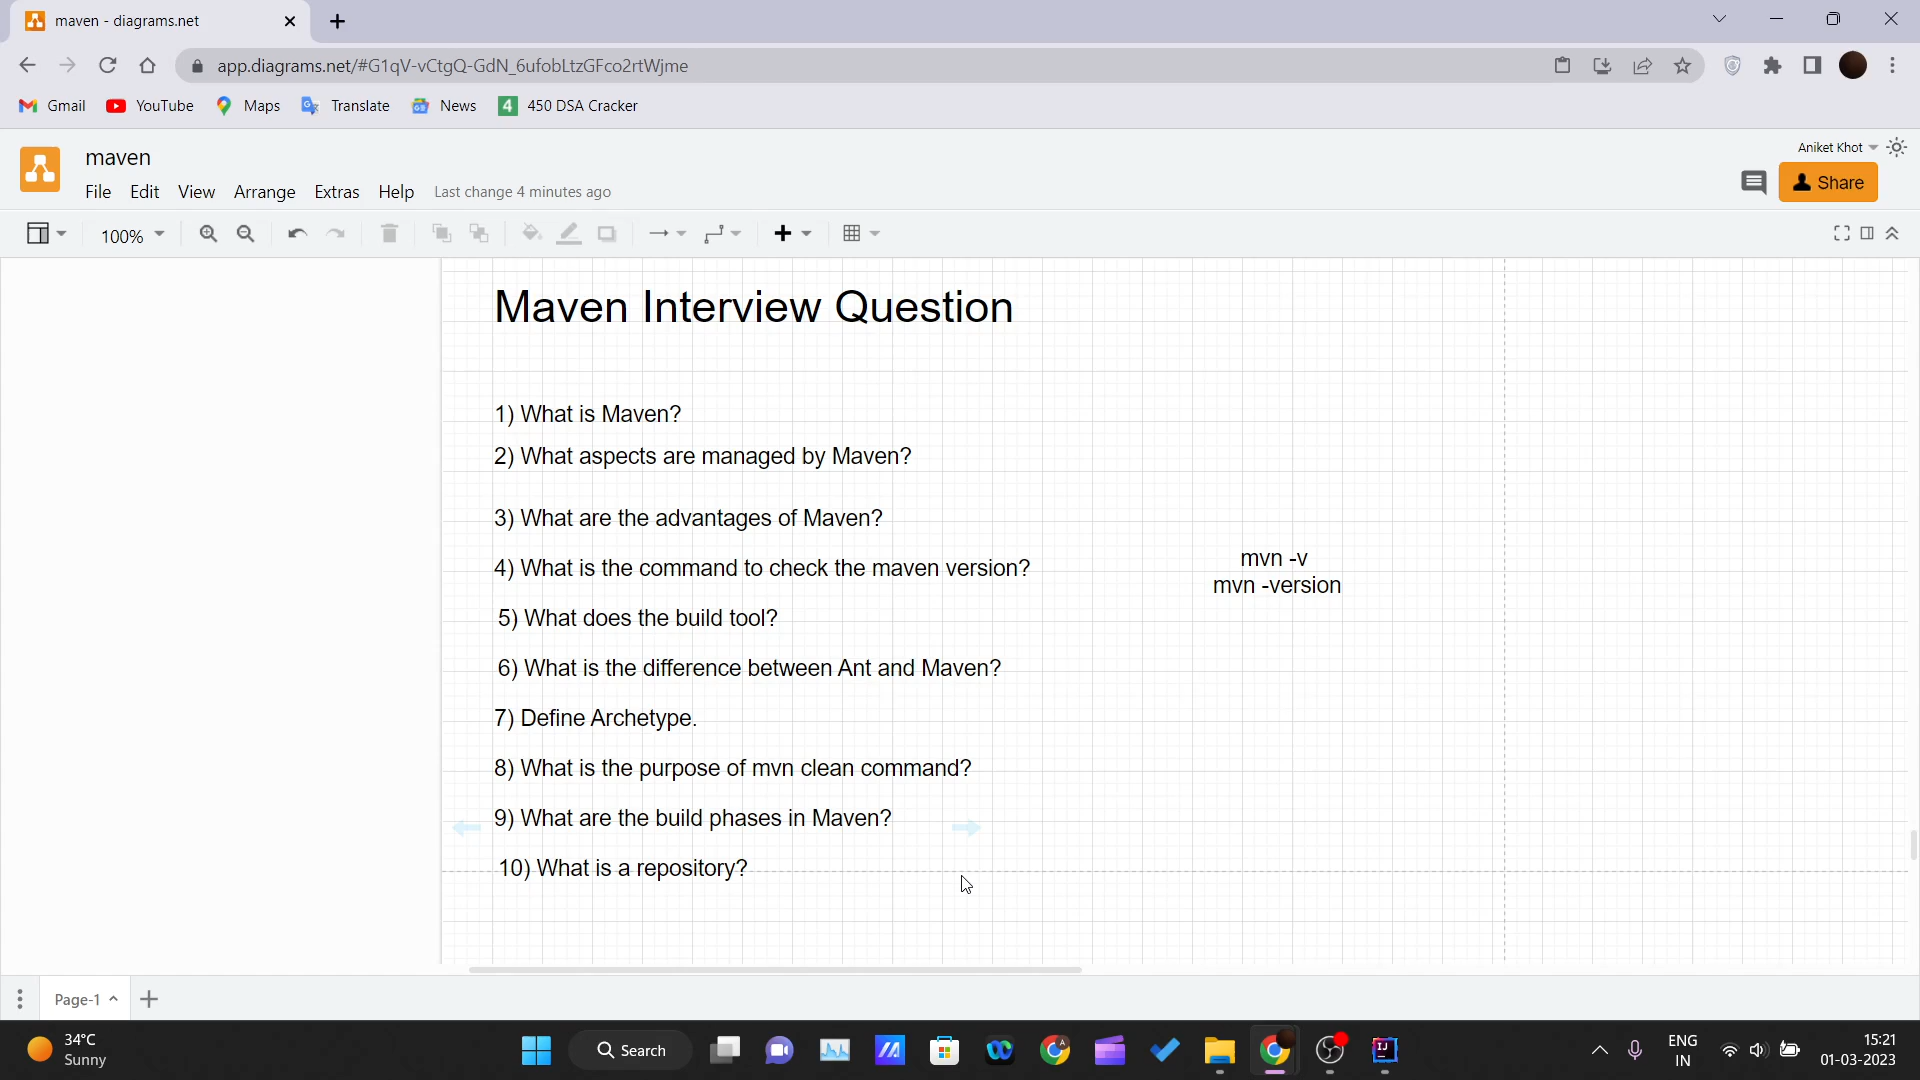 maven - diagrams.net
app.diagrams.net/#G1qV-vCtgQ-GdN_6ufobLtzGFco2rtWjme
Gmail YouTube Maps Translate News 4 450 DSA Cracker
maven
Aniket Khot
File Edit View Arrange Extras Help Last change 4 minutes ago
Share
100%
Maven Interview Question
1) What is Maven?
2) What aspects are managed by Maven?
3) What are the advantages of Maven?
4) What is the command to check the maven version?
mvn -v
mvn -version
5) What does the build tool?
6) What is the difference between Ant and Maven?
7) Define Archetype.
8) What is the purpose of mvn clean command?
9) What are the build phases in Maven?
10) What is a repository?
Page-1
34°C
Sunny
Search
A
IJ
ENG
IN
15:21
01-03-2023